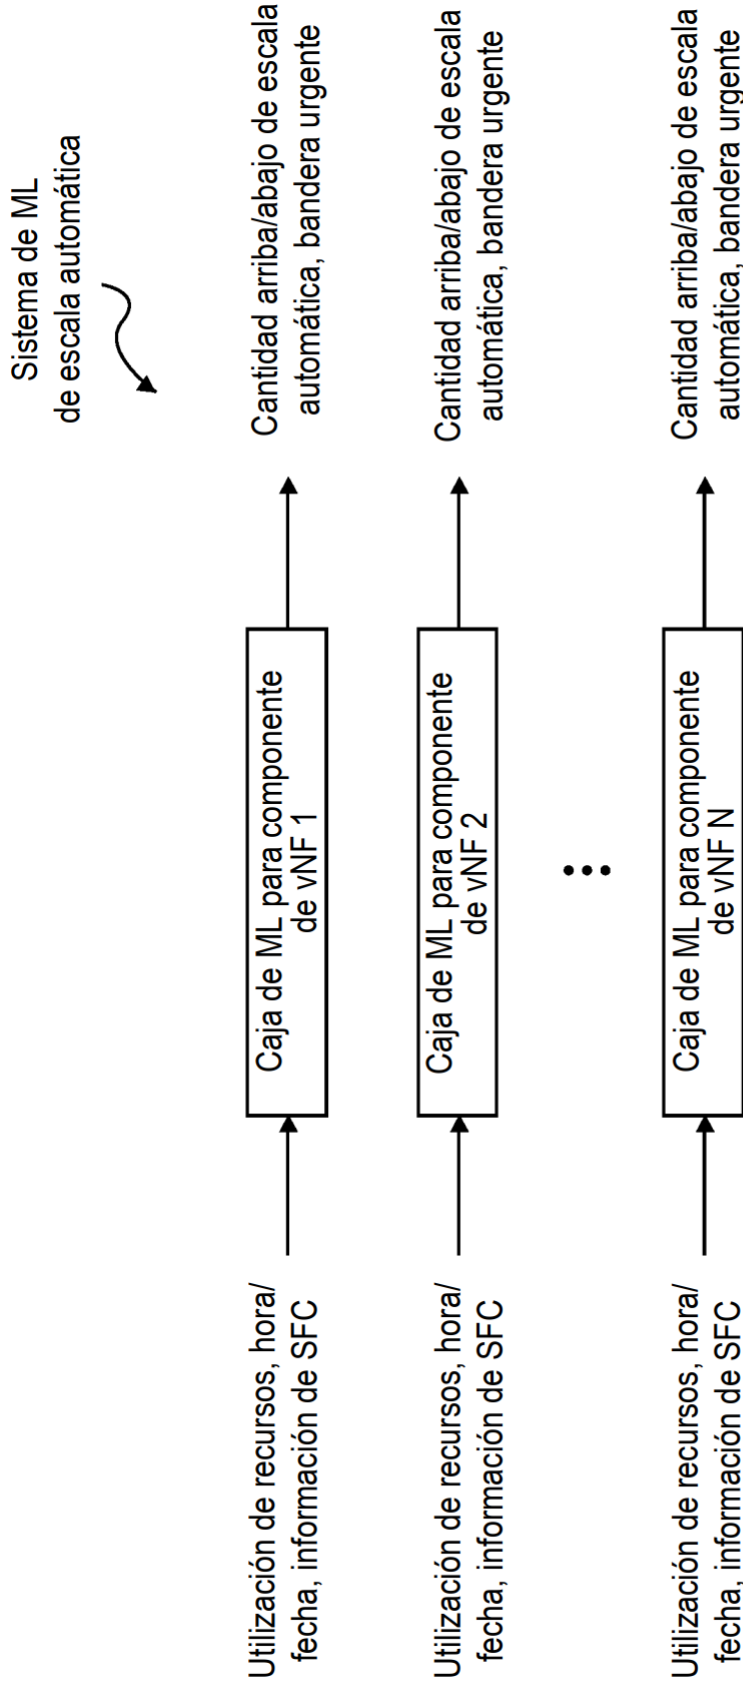 Sistema de ML
de escala automática
Utilización de recursos, hora/
fecha, información de SFC
Caja de ML para componente
de vNF 1
Cantidad arriba/abajo de escala
automática, bandera urgente
Utilización de recursos, hora/
fecha, información de SFC
Caja de ML para componente
de vNF 2
Cantidad arriba/abajo de escala
automática, bandera urgente
Utilización de recursos, hora/
fecha, información de SFC
Caja de ML para componente
de vNF N
Cantidad arriba/abajo de escala
automática, bandera urgente